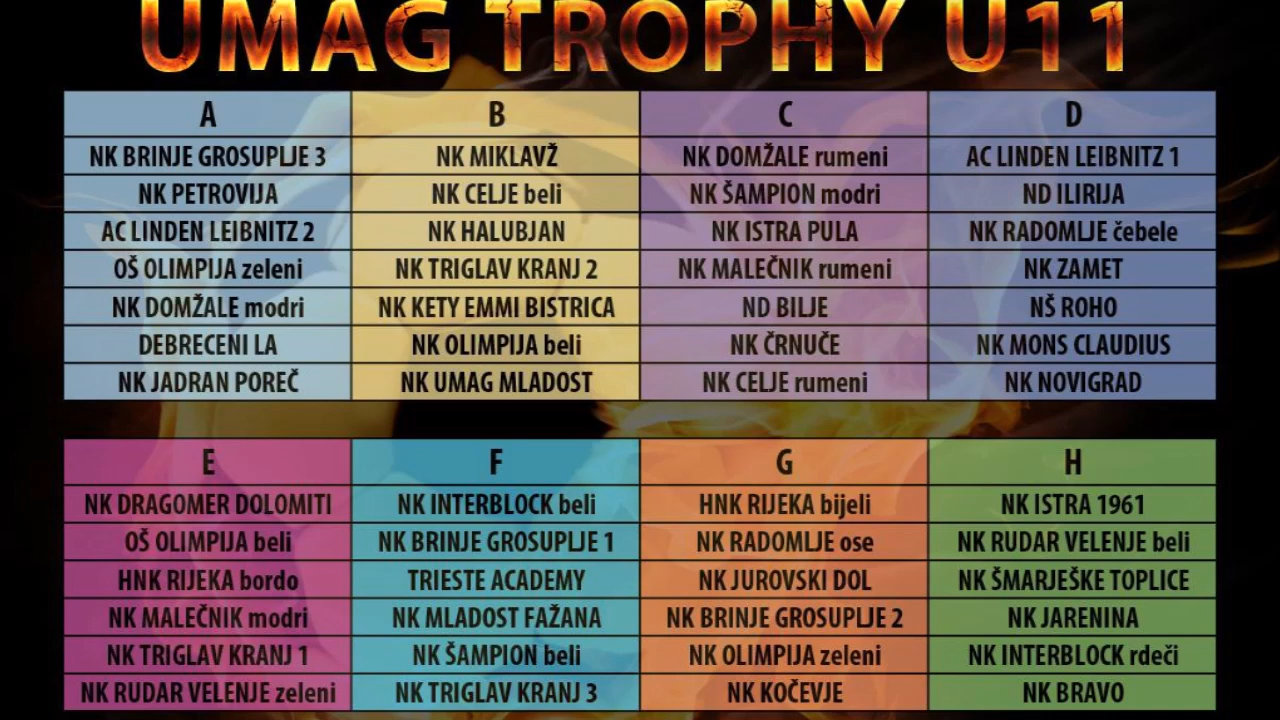 UMAG TROPHY U11
A B C D
NK BRINJE GROSUPLJE 3 NK MIKLAVŽ NK DOMŽALE rumeni AC LINDEN LEIBNITZ 1
NK PETROVIJA NK CELJE beli NK ŠAMPION modri ND ILIRIJA
AC LINDEN LEIBNITZ 2 NK HALUBJAN NK ISTRA PULA NK RADOMLJE čebele
OŠ OLIMPIJA zeleni NK TRIGLAV KRANJ 2 NK MALEČNIK rumeni NK ZAMET
NK DOMŽALE modri NK KETY EMMI BISTRICA ND BILJE NŠ ROHO
DEBRECENI LA NK OLIMPIJA beli NK ČRNUČE NK MONS CLAUDIUS
NK JADRAN POREČ NK UMAG MLADOST NK CELJE rumeni NK NOVIGRAD
E F G H
NK DRAGOMER DOLOMITI NK INTERBLOCK beli HNK RIJEKA bijeli NK ISTRA 1961
OŠ OLIMPIJA beli NK BRINJE GROSUPLJE 1 NK RADOMLJE ose NK RUDAR VELENJE beli
HNK RIJEKA bordo TRIESTE ACADEMY NK JUROVSKI DOL NK ŠMARJEŠKE TOPLICE
NK MALEČNIK modri NK MLADOST FAŽANA NK BRINJE GROSUPLJE 2 NK JARENINA
NK TRIGLAV KRANJ 1 NK ŠAMPION beli NK OLIMPIJA zeleni NK INTERBLOCK rdeči
NK RUDAR VELENJE zeleni NK TRIGLAV KRANJ 3 NK KOČEVJE NK BRAVO